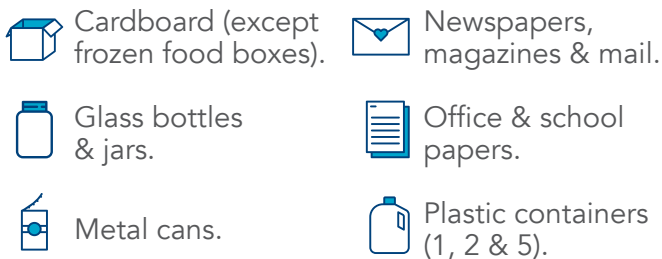 Cardboard (except
frozen food boxes).
Newspapers,
magazines & mail.
Glass bottles
& jars.
Office & school
papers.
Metal cans.
Plastic containers
(1, 2 & 5).